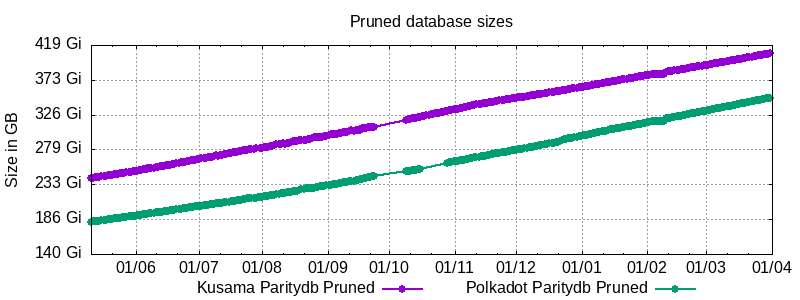 Pruned database sizes
419 Gi
373 Gi
326 Gi
279 Gi
233 Gi
186 Gi
140 Gi
Size in GB
01/06 01/07 01/08 01/09 01/10 01/11 01/12 01/01 01/02 01/03 01/04
Kusama Paritydb Pruned Polkadot Paritydb Pruned